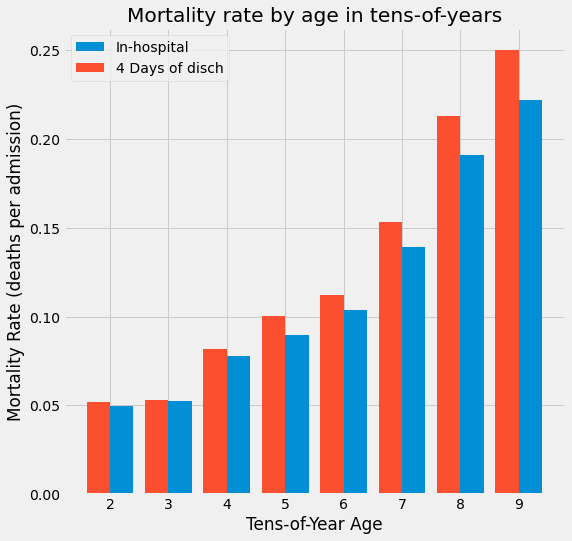 Mortality rate by age in tens-of-years
In-hospital
4 Days of disch
Mortality Rate (deaths per admission)
0.25
0.20
0.15
0.10
0.05
0.00
2 3 4 5 6 7 8 9
Tens-of-Year Age